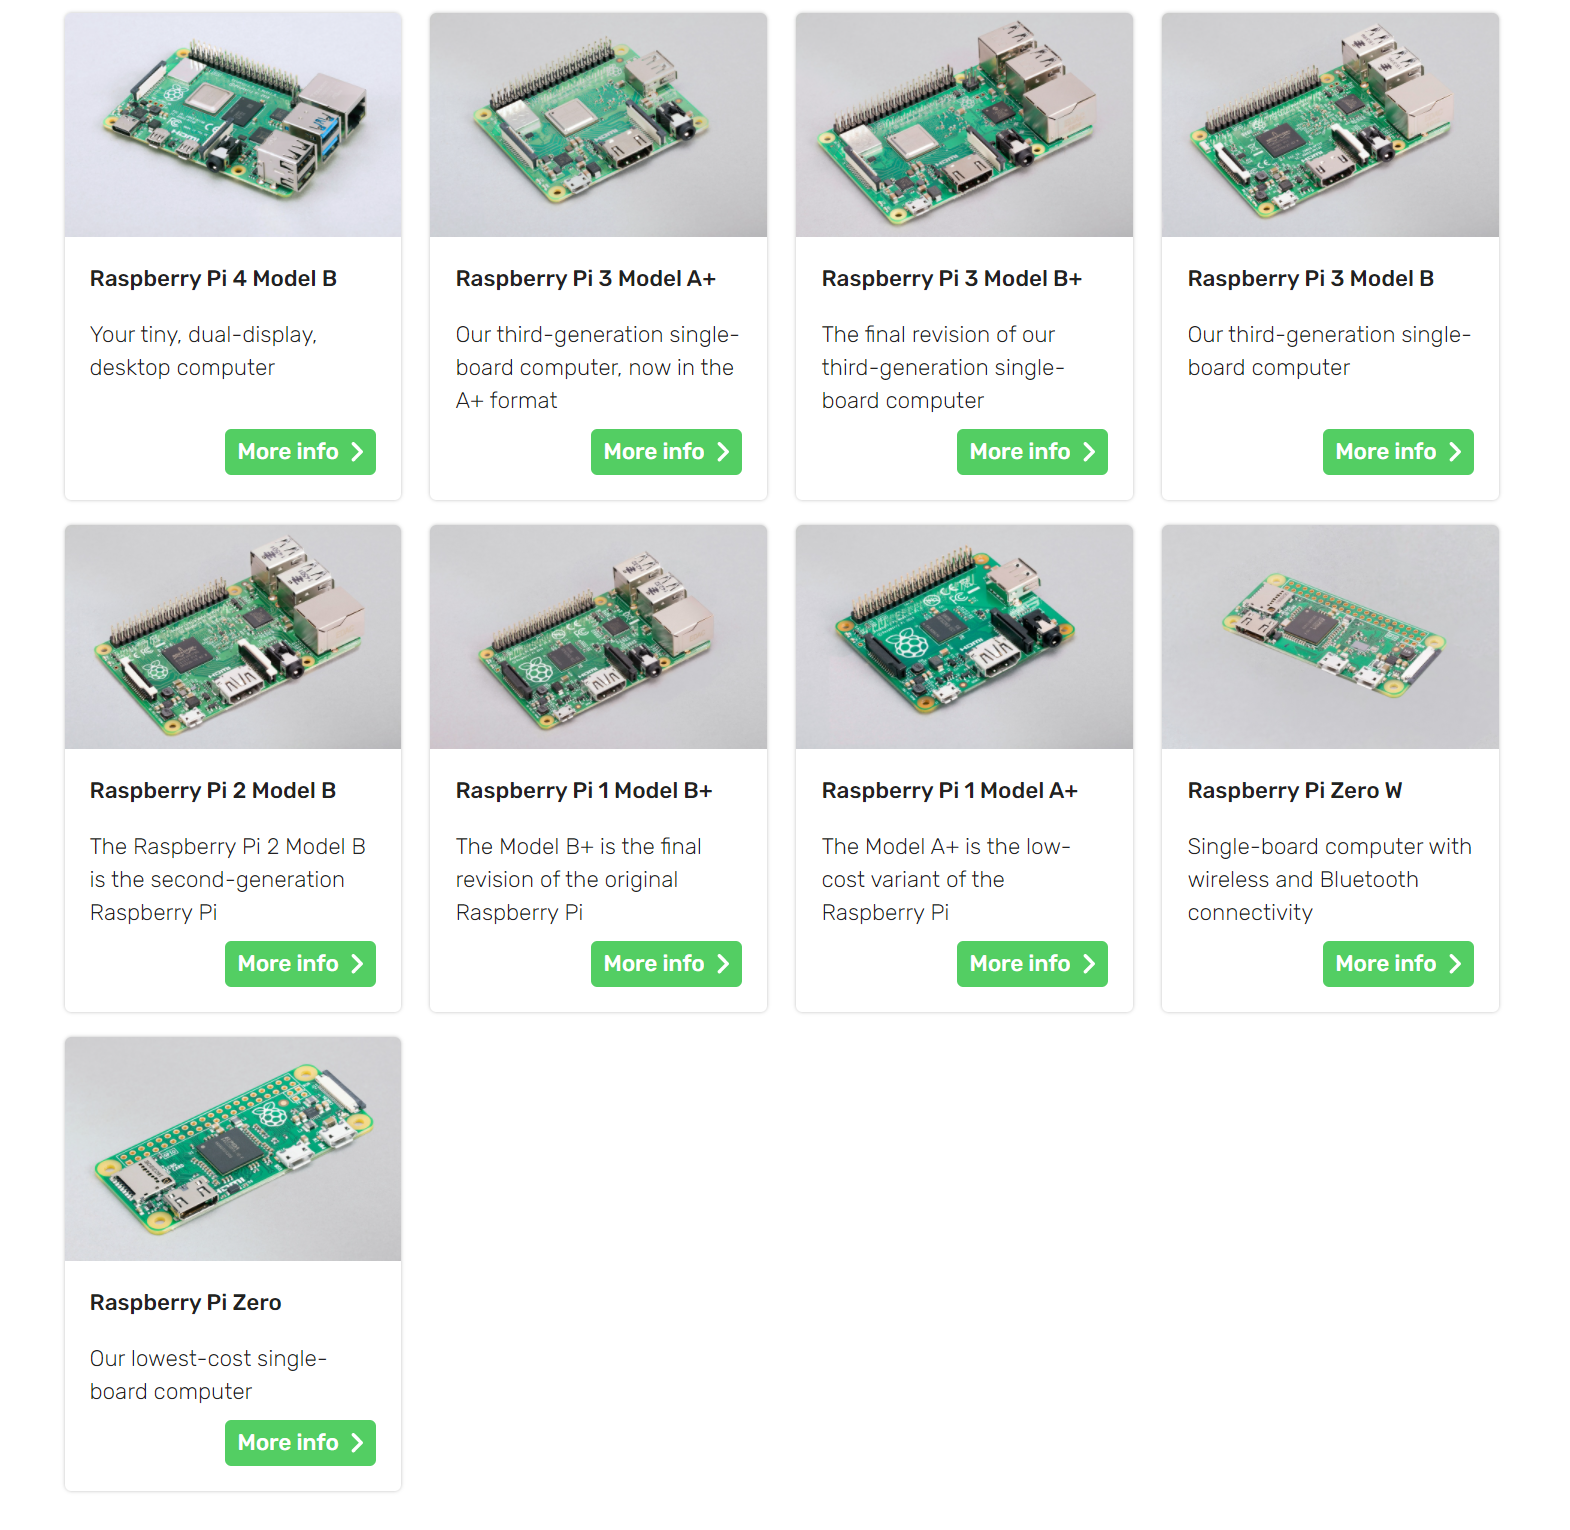 Raspberry Pi 4 Model B
Your tiny, dual-display,
desktop computer
More info
Raspberry Pi 3 Model A+
Our third-generation single-
board computer, now in the
A+ format
More info
Raspberry Pi 3 Model B+
The final revision of our
third-generation single-
board computer
More info
Raspberry Pi 3 Model B
Our third-generation single-
board computer
More info
Raspberry Pi 2 Model B
The Raspberry Pi 2 Model B
is the second-generation
Raspberry Pi
More info
Raspberry Pi 1 Model B+
The Model B+ is the final
revision of the original
Raspberry Pi
More info
Raspberry Pi 1 Model A+
The Model A+ is the low-
cost variant of the
Raspberry Pi
More info
Raspberry Pi Zero W
Single-board computer with
wireless and Bluetooth
connectivity
More info
Raspberry Pi Zero
Our lowest-cost single-
board computer
More info